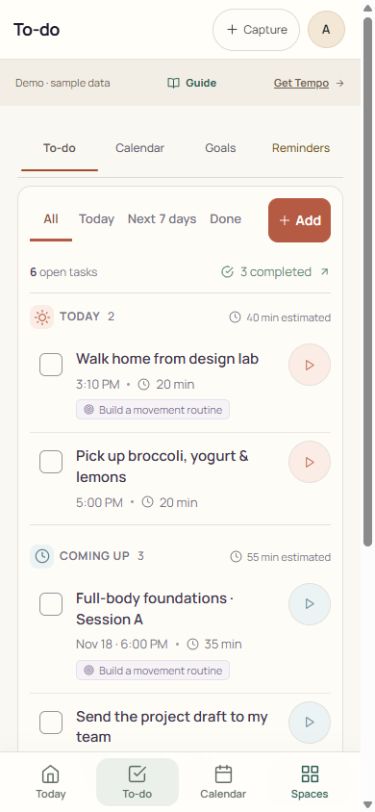 To-do
+ Capture
A
Demo · sample data
Guide
Get Tempo →
To-do
Calendar
Goals
Reminders
All
Today
Next 7 days
Done
+ Add
6 open tasks
3 completed ↗
TODAY 2
40 min estimated
Walk home from design lab
3:10 PM • 20 min
Build a movement routine
Pick up broccoli, yogurt &
lemons
5:00 PM • 20 min
COMING UP 3
55 min estimated
Full-body foundations ·
Session A
Nov 18 · 6:00 PM • 35 min
Build a movement routine
Send the project draft to my
team
Today
To-do
Calendar
Spaces